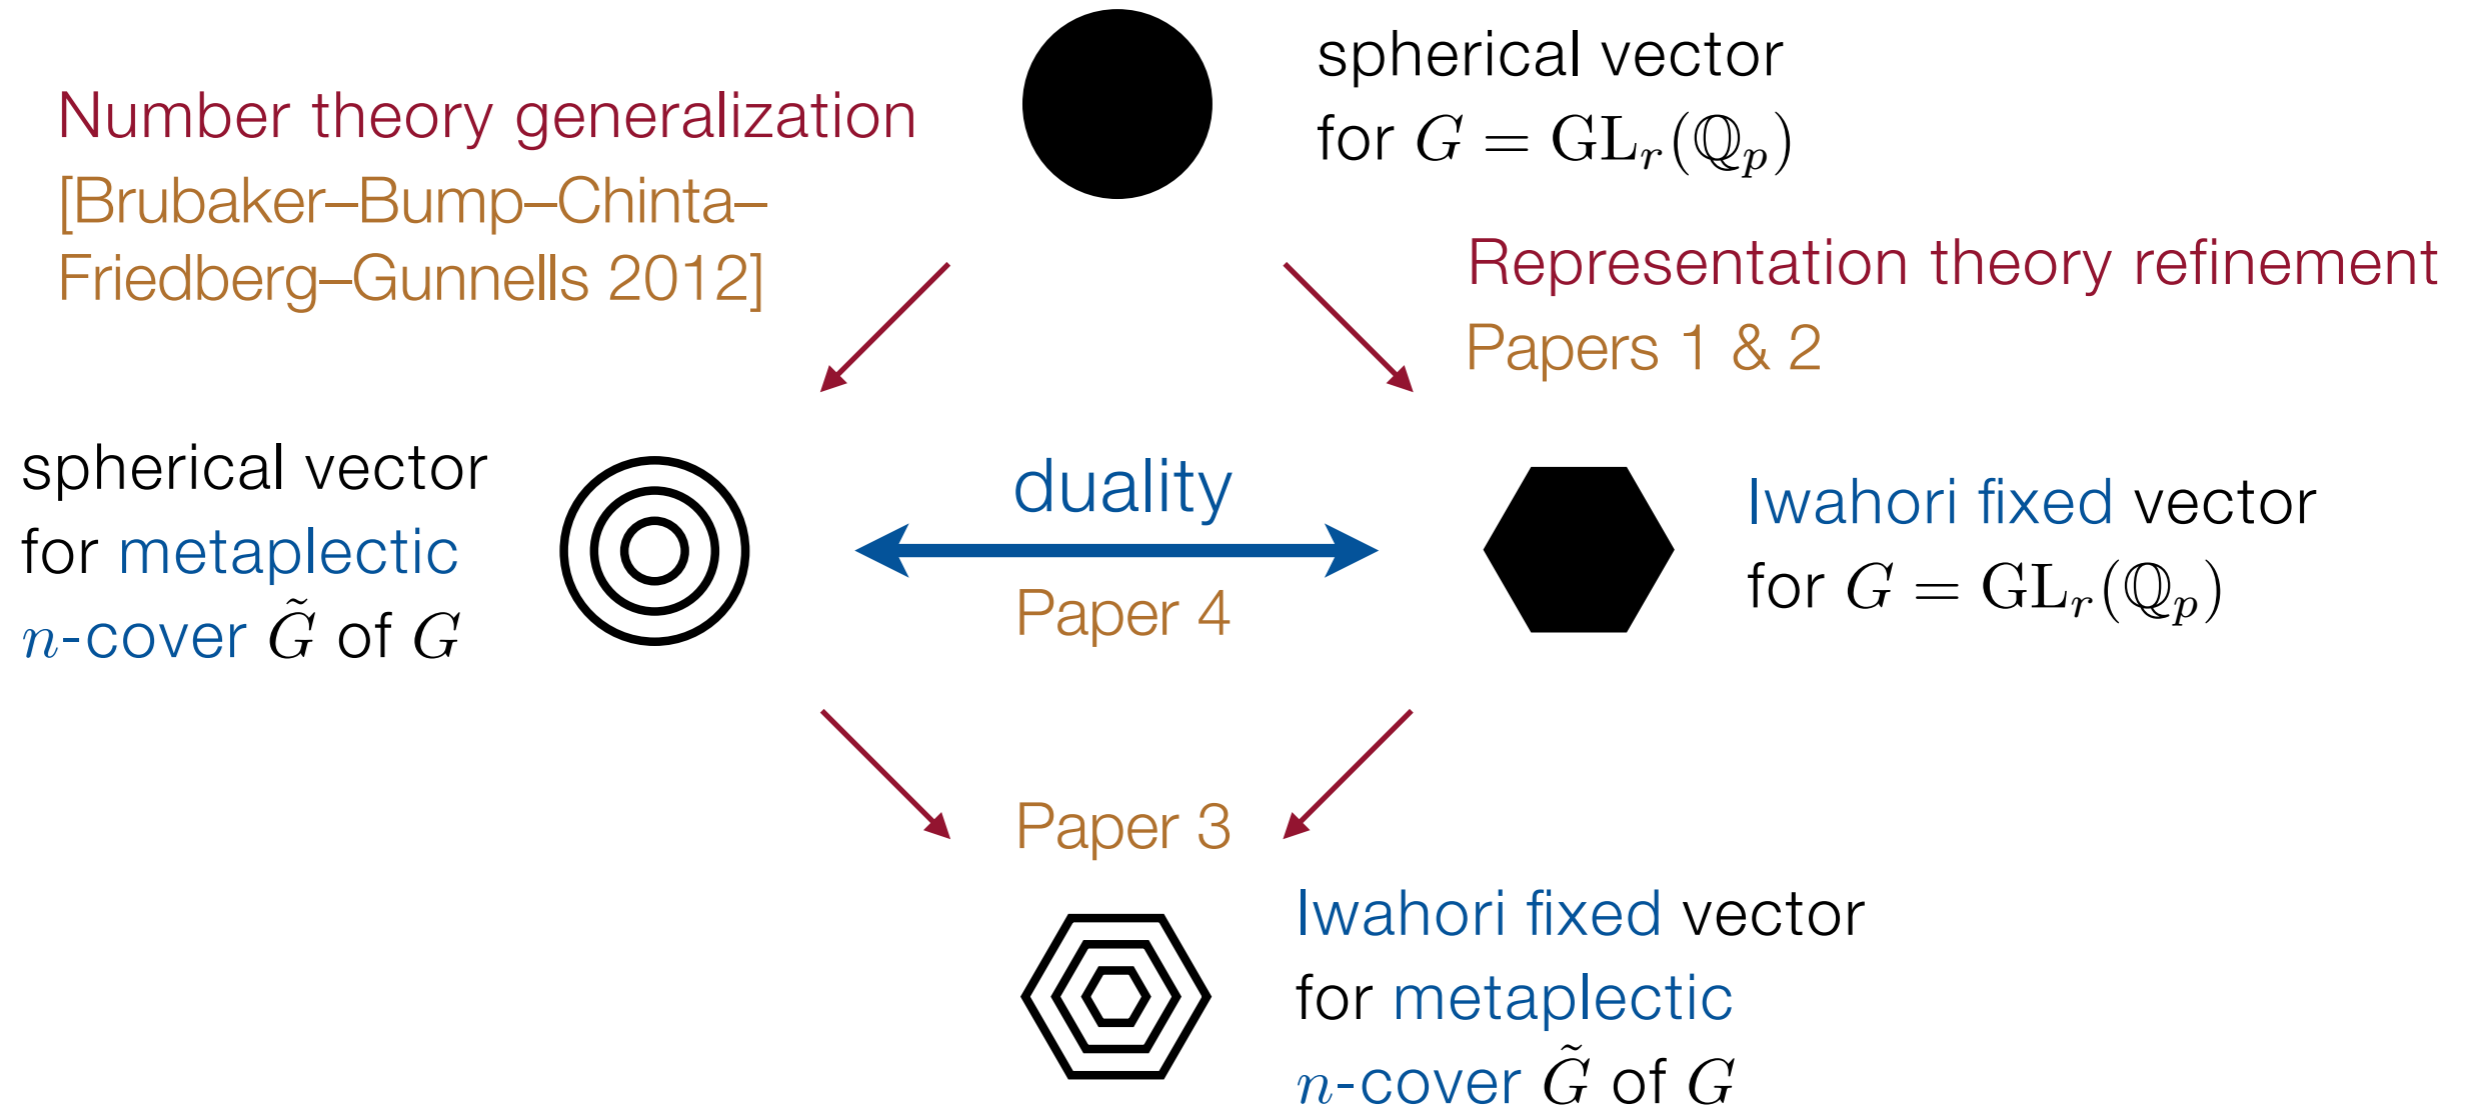 spherical vector
for G = GL_r(ℚ_p)
Number theory generalization
[Brubaker–Bump–Chinta–
Friedberg–Gunnells 2012]
Representation theory refinement
Papers 1 & 2
spherical vector
for metaplectic
n-cover G̃ of G
duality
Paper 4
Iwahori fixed vector
for G = GL_r(ℚ_p)
Paper 3
Iwahori fixed vector
for metaplectic
n-cover G̃ of G